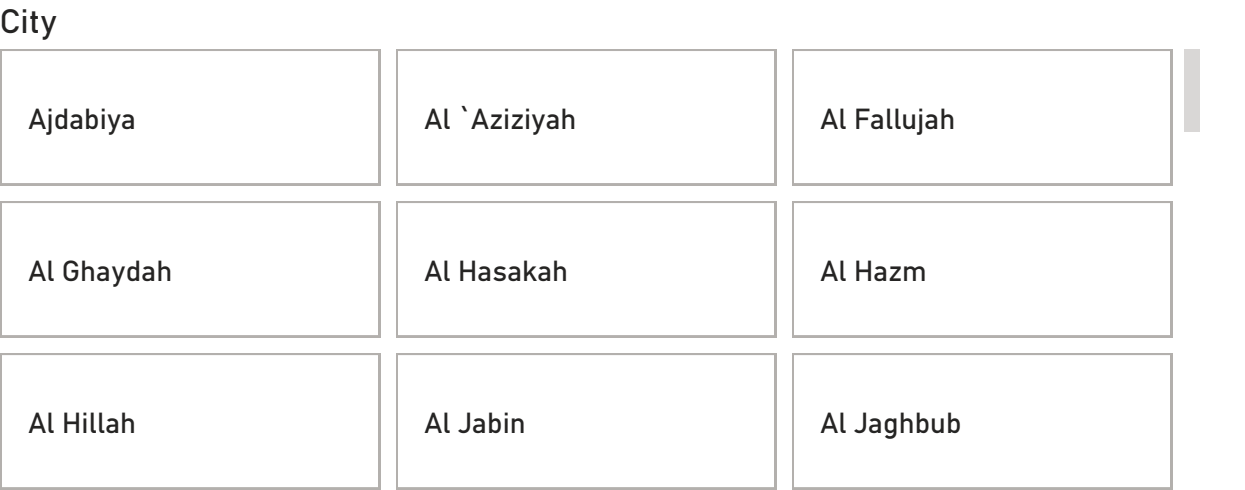 City
Ajdabiya
Al `Aziziyah
Al Fallujah
Al Ghaydah
Al Hasakah
Al Hazm
Al Hillah
Al Jabin
Al Jaghbub